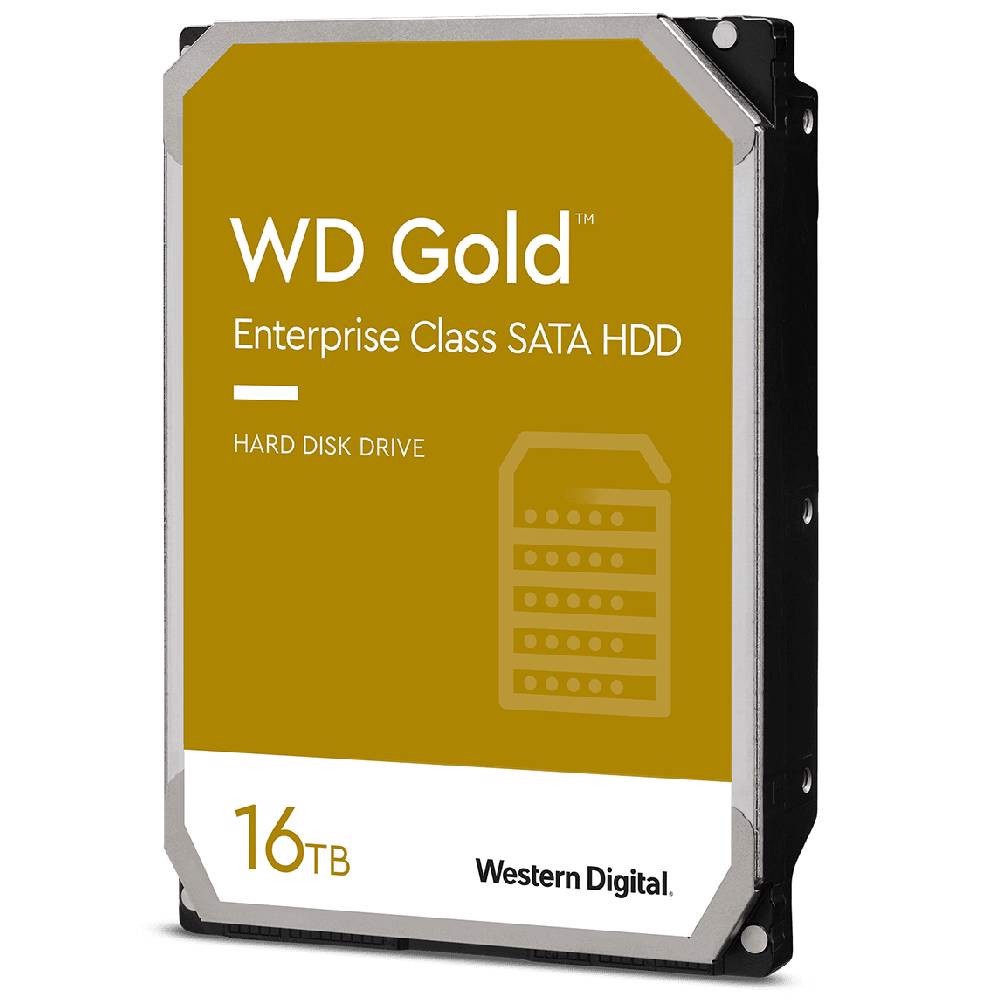 WD Gold™
Enterprise Class SATA HDD
HARD DISK DRIVE
16TB
Western Digital.